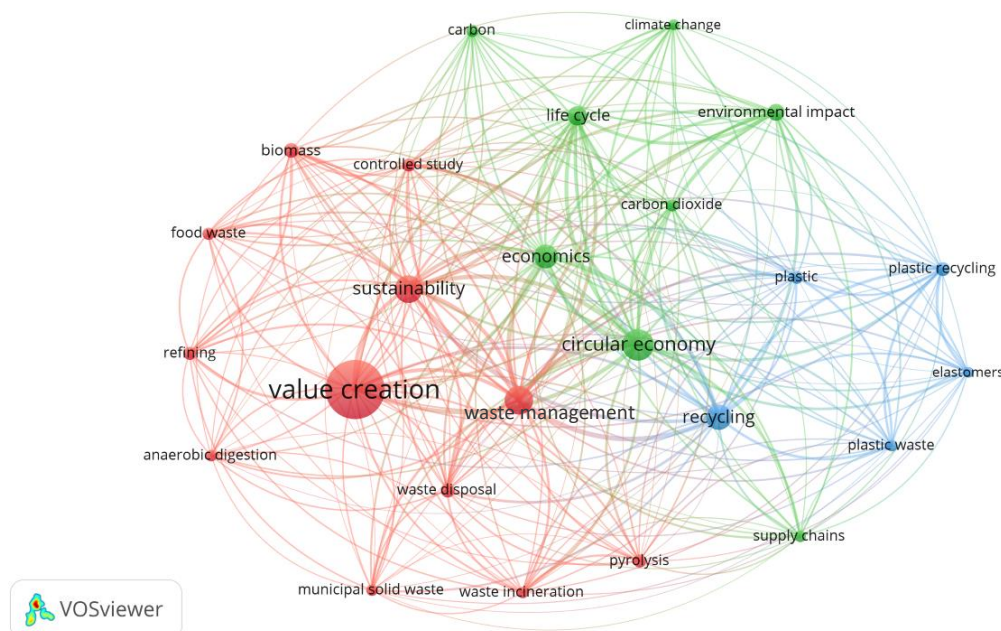 climate change
carbon
life cycle
environmental impact
biomass
controlled study
carbon dioxide
food waste
economics
plastic
plastic recycling
sustainability
circular economy
refining
elastomers
value creation
waste management
recycling
plastic waste
anaerobic digestion
waste disposal
supply chains
pyrolysis
municipal solid waste
waste incineration
VOSviewer